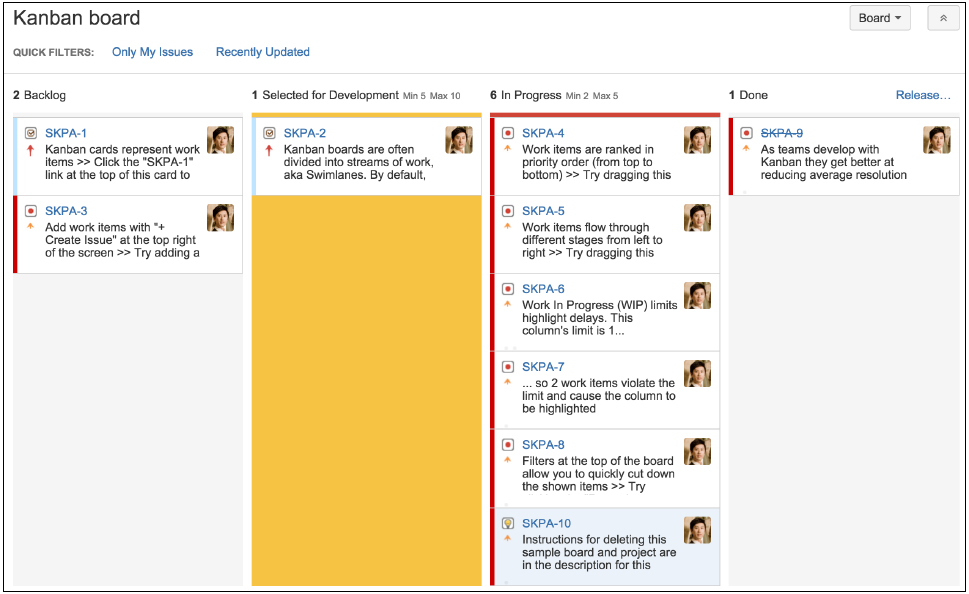 Kanban board
Board
QUICK FILTERS: Only My Issues Recently Updated
2 Backlog
SKPA-1
Kanban cards represent work
items >> Click the "SKPA-1"
link at the top of this card to
SKPA-3
Add work items with "+
Create Issue" at the top right
of the screen >> Try adding a
1 Selected for Development Min 5 Max 10
SKPA-2
Kanban boards are often
divided into streams of work,
aka Swimlanes. By default,
6 In Progress Min 2 Max 5
SKPA-4
Work items are ranked in
priority order (from top to
bottom) >> Try dragging this
SKPA-5
Work items flow through
different stages from left to
right >> Try dragging this
SKPA-6
Work In Progress (WIP) limits
highlight delays. This
column's limit is 1...
SKPA-7
... so 2 work items violate the
limit and cause the column to
be highlighted
SKPA-8
Filters at the top of the board
allow you to quickly cut down
the shown items >> Try
SKPA-10
Instructions for deleting this
sample board and project are
in the description for this
1 Done Release...
SKPA-9
As teams develop with
Kanban they get better at
reducing average resolution